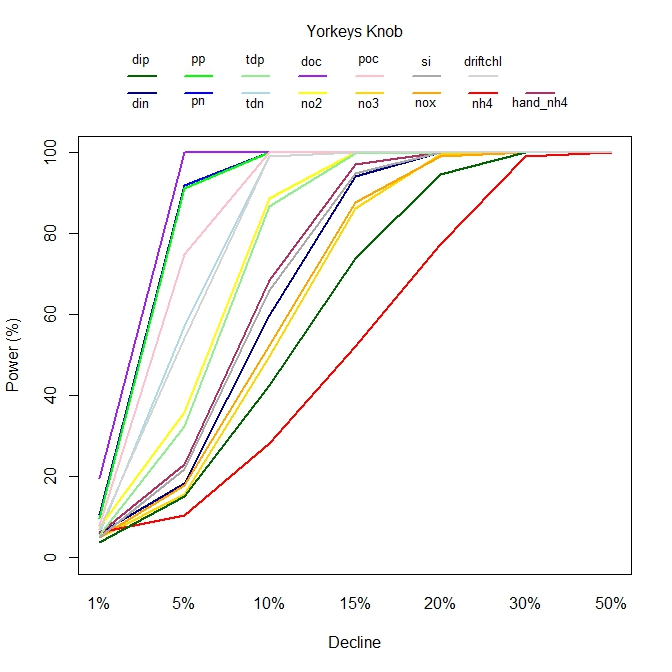 Yorkeys Knob
dip pp tdp doc poc si driftchl
din pn tdn no2 no3 nox nh4 hand_nh4
100
80
60
40
20
0
Power (%)
1% 5% 10% 15% 20% 30% 50%
Decline